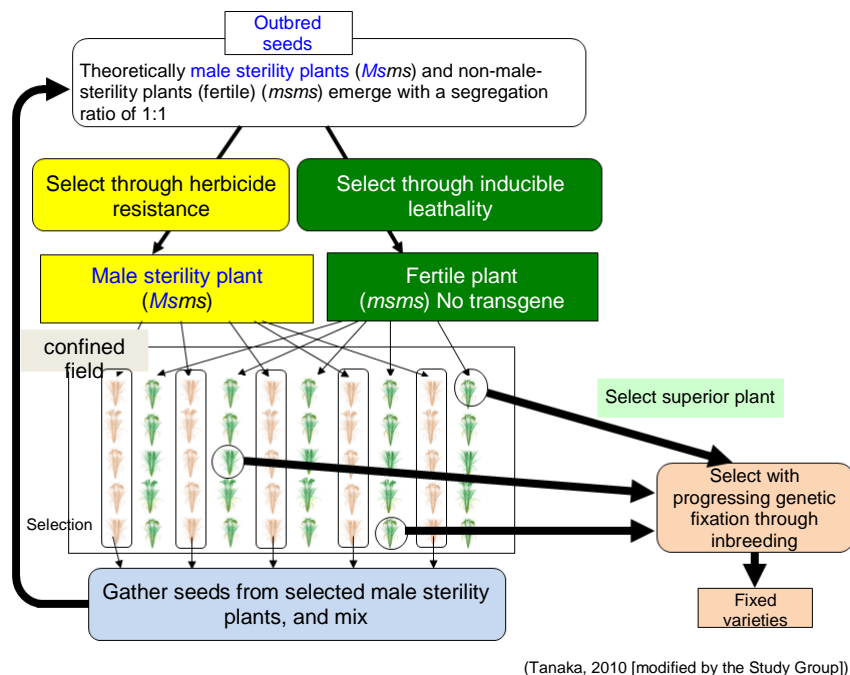 Outbred
seeds
Theoretically male sterility plants (Msms) and non-male-
sterility plants (fertile) (msms) emerge with a segregation
ratio of 1:1
Select through herbicide
resistance
Select through inducible
leathality
Male sterility plant
(Msms)
Fertile plant
(msms) No transgene
confined
field
Select superior plant
Select with
progressing genetic
fixation through
inbreeding
Selection
Gather seeds from selected male sterility
plants, and mix
Fixed
varieties
(Tanaka, 2010 [modified by the Study Group])